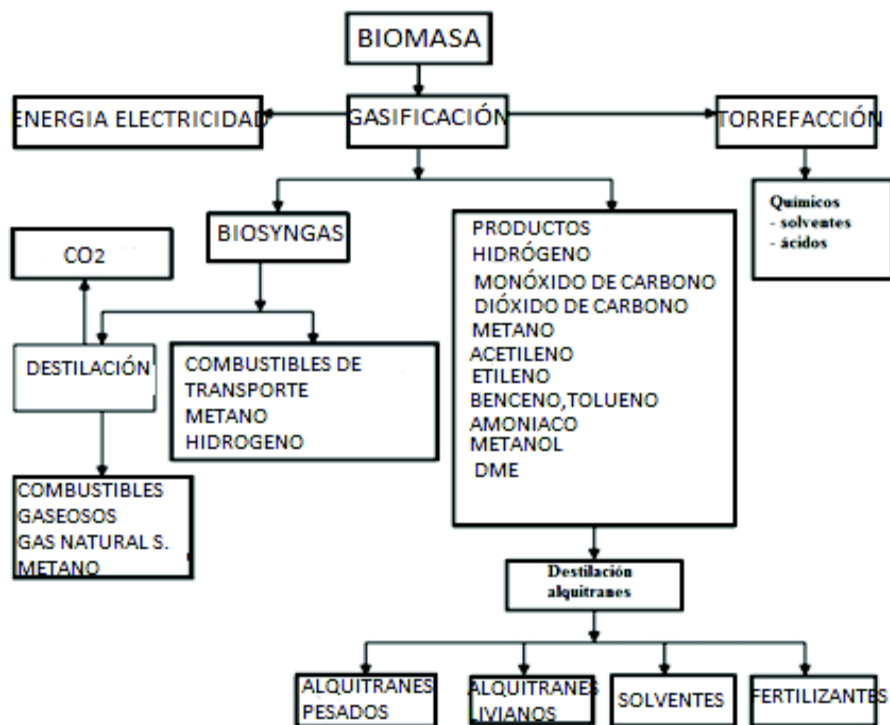 BIOMASA
ENERGIA ELECTRICIDAD
GASIFICACIÓN
TORREFACCIÓN
Químicos
- solventes
- ácidos
BIOSYNGAS
PRODUCTOS
HIDRÓGENO
MONÓXIDO DE CARBONO
DIÓXIDO DE CARBONO
METANO
ACETILENO
ETILENO
BENCENO,TOLUENO
AMONIACO
METANOL
DME
CO2
DESTILACIÓN
COMBUSTIBLES DE
TRANSPORTE
METANO
HIDROGENO
COMBUSTIBLES
GASEOSOS
GAS NATURAL S.
METANO
Destilación
alquitranes
ALQUITRANES
PESADOS
ALQUITRANES
LIVIANOS
SOLVENTES
FERTILIZANTES